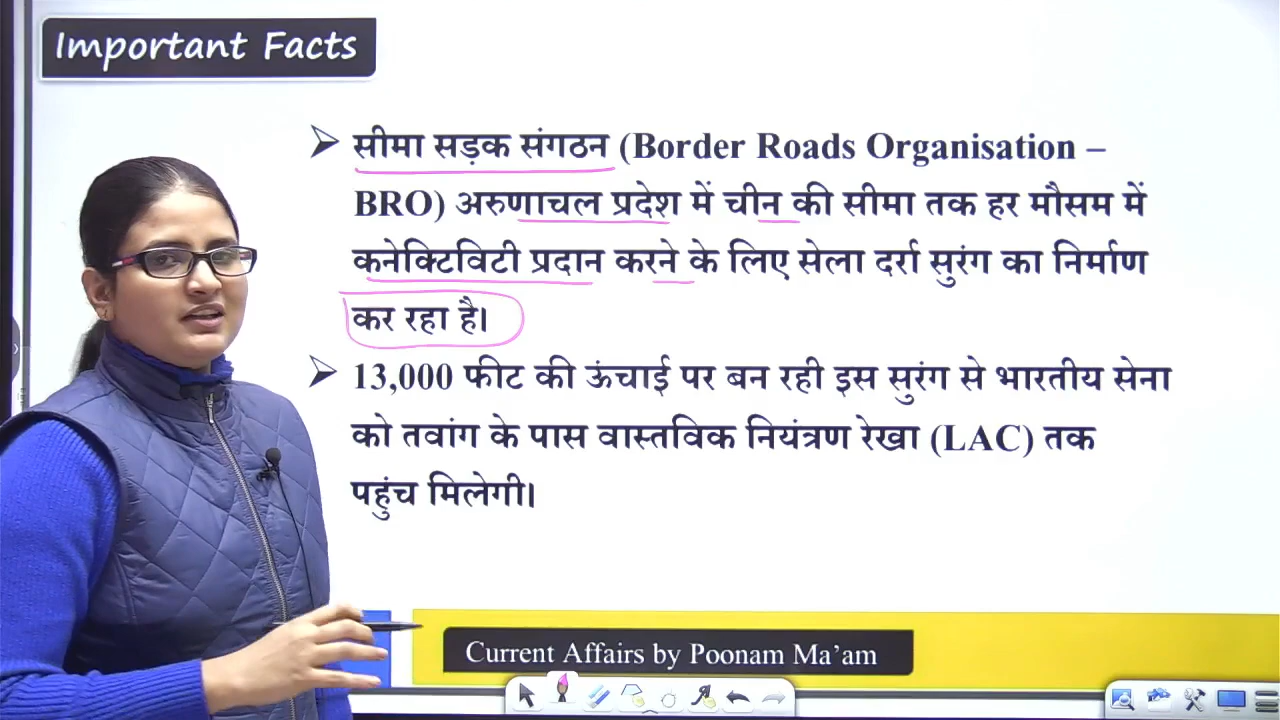 Important Facts
सीमा सड़क संगठन (Border Roads Organisation –
BRO) अरुणाचल प्रदेश में चीन की सीमा तक हर मौसम में
कनेक्टिविटी प्रदान करने के लिए सेला दर्रा सुरंग का निर्माण
कर रहा है।
13,000 फीट की ऊंचाई पर बन रही इस सुरंग से भारतीय सेना
को तवांग के पास वास्तविक नियंत्रण रेखा (LAC) तक
पहुंच मिलेगी।
Current Affairs by Poonam Ma’am